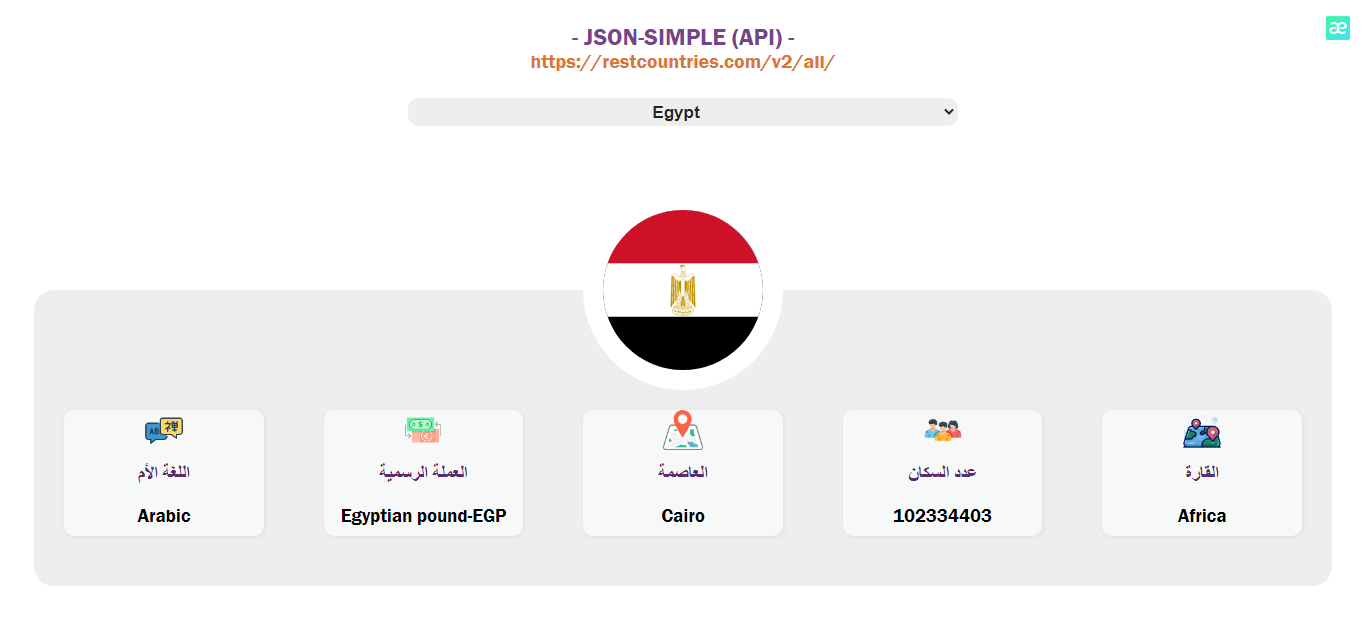 - JSON-SIMPLE (API) -
https://restcountries.com/v2/all/
æ
Egypt
القارة
Africa
عدد السكان
102334403
العاصمة
Cairo
العملة الرسمية
Egyptian pound-EGP
اللغة الأم
Arabic